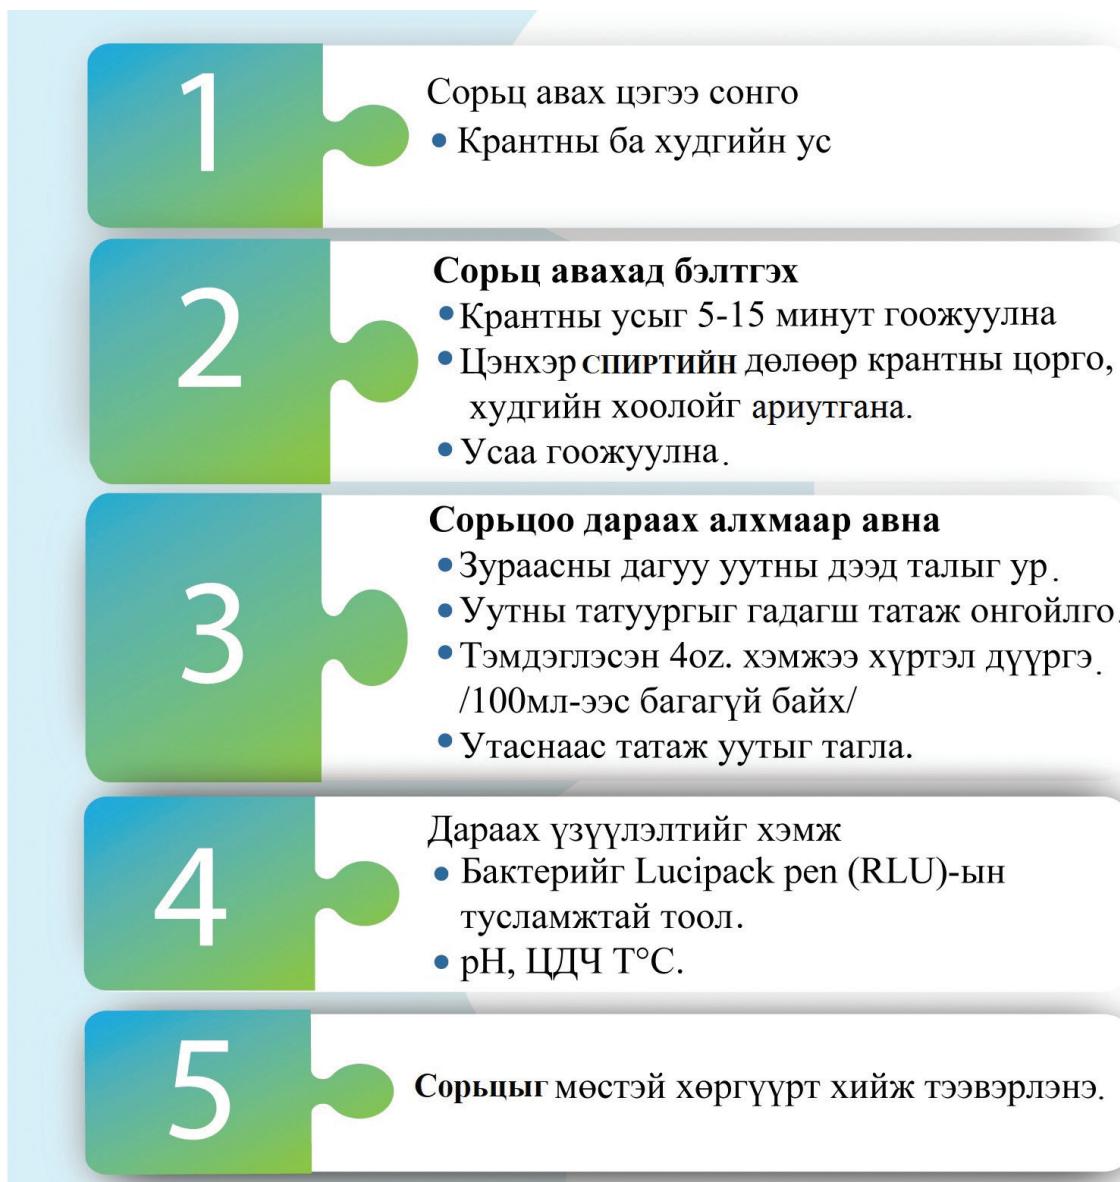 1
Сорьц авах цэгээ сонго
• Крантны ба худгийн ус
2
Сорьц авахад бэлтгэх
• Крантны усыг 5-15 минут гоожуулна
• Цэнхэр спиртийн дөлөөр крантны цорго,
худгийн хоолойг ариутгана.
• Усаа гоожуулна.
3
Сорьцоо дараах алхмаар авна
• Зураасны дагуу уутны дээд талыг ур.
• Уутны татуургыг гадагш татаж онгойлго.
• Тэмдэглэсэн 4oz. хэмжээ хүртэл дүүргэ.
/100мл-ээс багагүй байх/
• Утаснаас татаж уутыг тагла.
4
Дараах үзүүлэлтийг хэмж
• Бактерийг Lucipack pen (RLU)-ын
тусламжтай тоол.
• pH, ЦДЧ T°C.
5
Сорьцыг мөстэй хөргүүрт хийж тээвэрлэнэ.